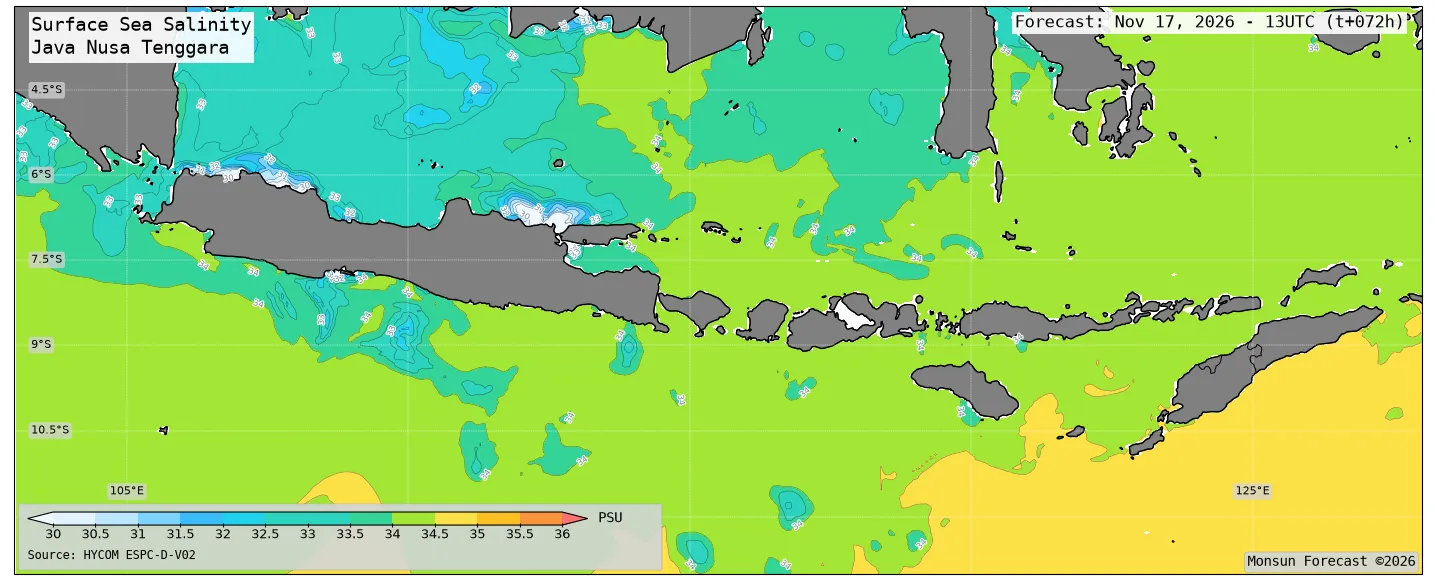 Surface Sea Salinity
Java Nusa Tenggara
Forecast: Nov 17, 2026 - 13UTC (t+072h)
4.5°S
6°S
7.5°S
9°S
10.5°S
105°E
125°E
30 30.5 31 31.5 32 32.5 33 33.5 34 34.5 35 35.5 36
PSU
Source: HYCOM ESPC-D-V02
Monsun Forecast ©2026